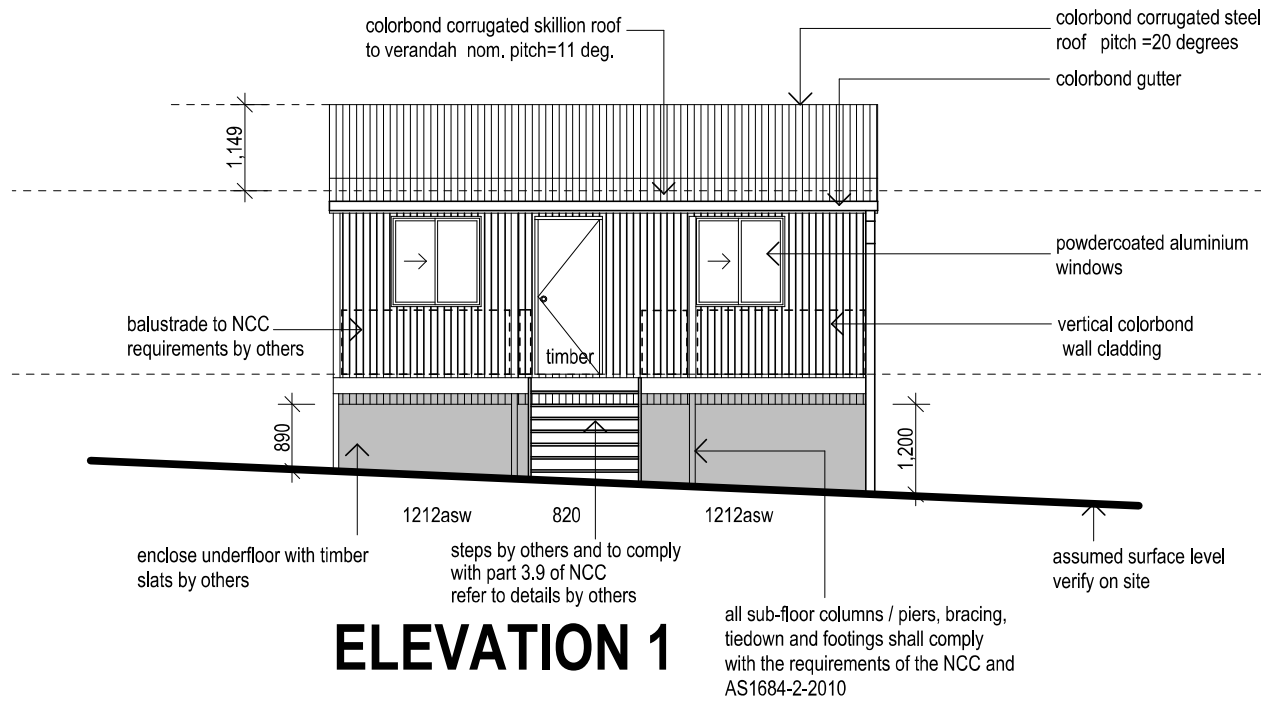 colorbond corrugated skillion roof
to verandah nom. pitch=11 deg.
colorbond corrugated steel
roof pitch =20 degrees
colorbond gutter
1,149
powdercoated aluminium
windows
balustrade to NCC
requirements by others
vertical colorbond
wall cladding
timber
890
1,200
1212asw
820
1212asw
enclose underfloor with timber
slats by others
steps by others and to comply
with part 3.9 of NCC
refer to details by others
assumed surface level
verify on site
all sub-floor columns / piers, bracing,
tiedown and footings shall comply
with the requirements of the NCC and
AS1684-2-2010
ELEVATION 1